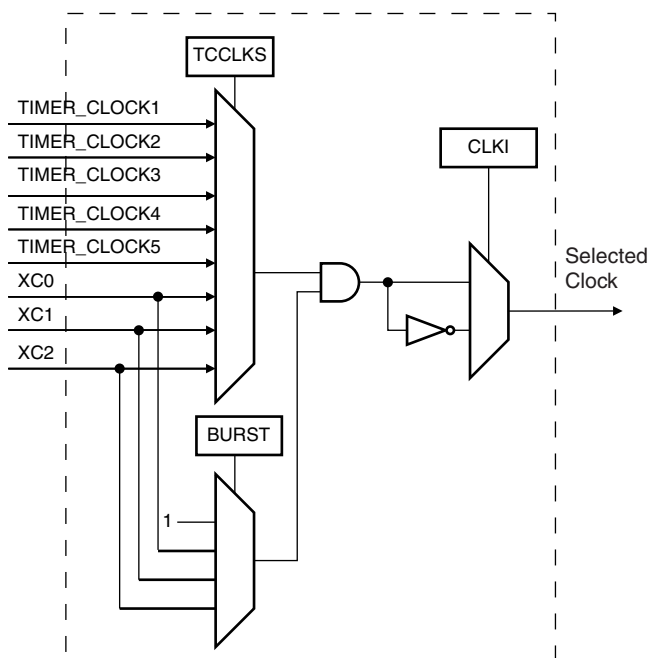 TCCLKS
TIMER_CLOCK1
TIMER_CLOCK2
TIMER_CLOCK3
TIMER_CLOCK4
TIMER_CLOCK5
XC0
XC1
XC2
CLKI
Selected
Clock
BURST
1